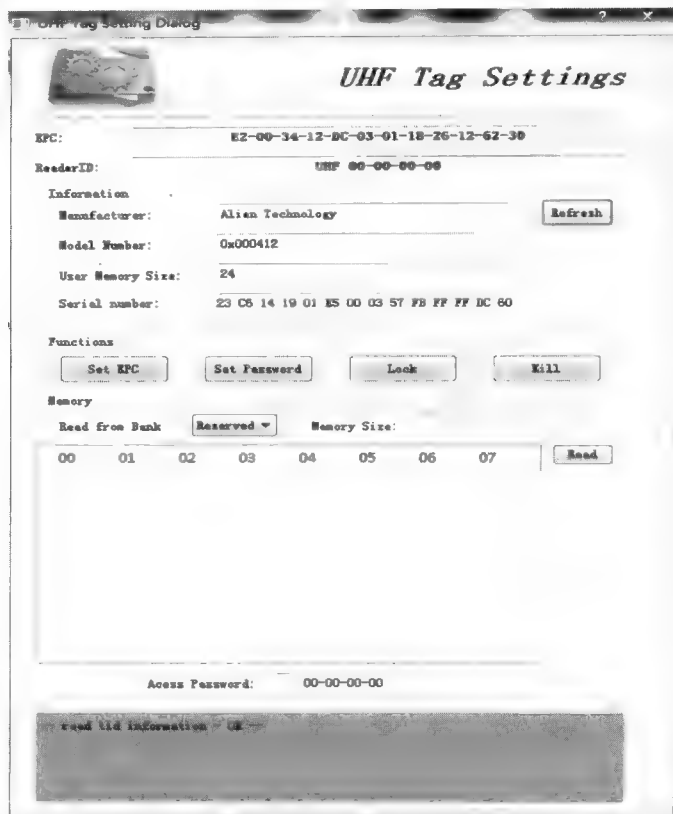 UHF Tag Setting Dialog ? ×
UHF Tag Settings
EPC: E2-00-34-12-DC-03-01-18-26-12-62-30
ReaderID: UHF 00-00-00-00
Information
Manufacturer: Alien Technology Refresh
Model Number: 0x000412
User Memory Size: 24
Serial number: 23 C6 14 19 01 E5 00 03 57 FB FF FF DC 60
Functions
Set EPC Set Password Lock Kill
Memory
Read from Bank Reserved Memory Size:
00 01 02 03 04 05 06 07 Read
Acess Password: 00-00-00-00
read tid information OK